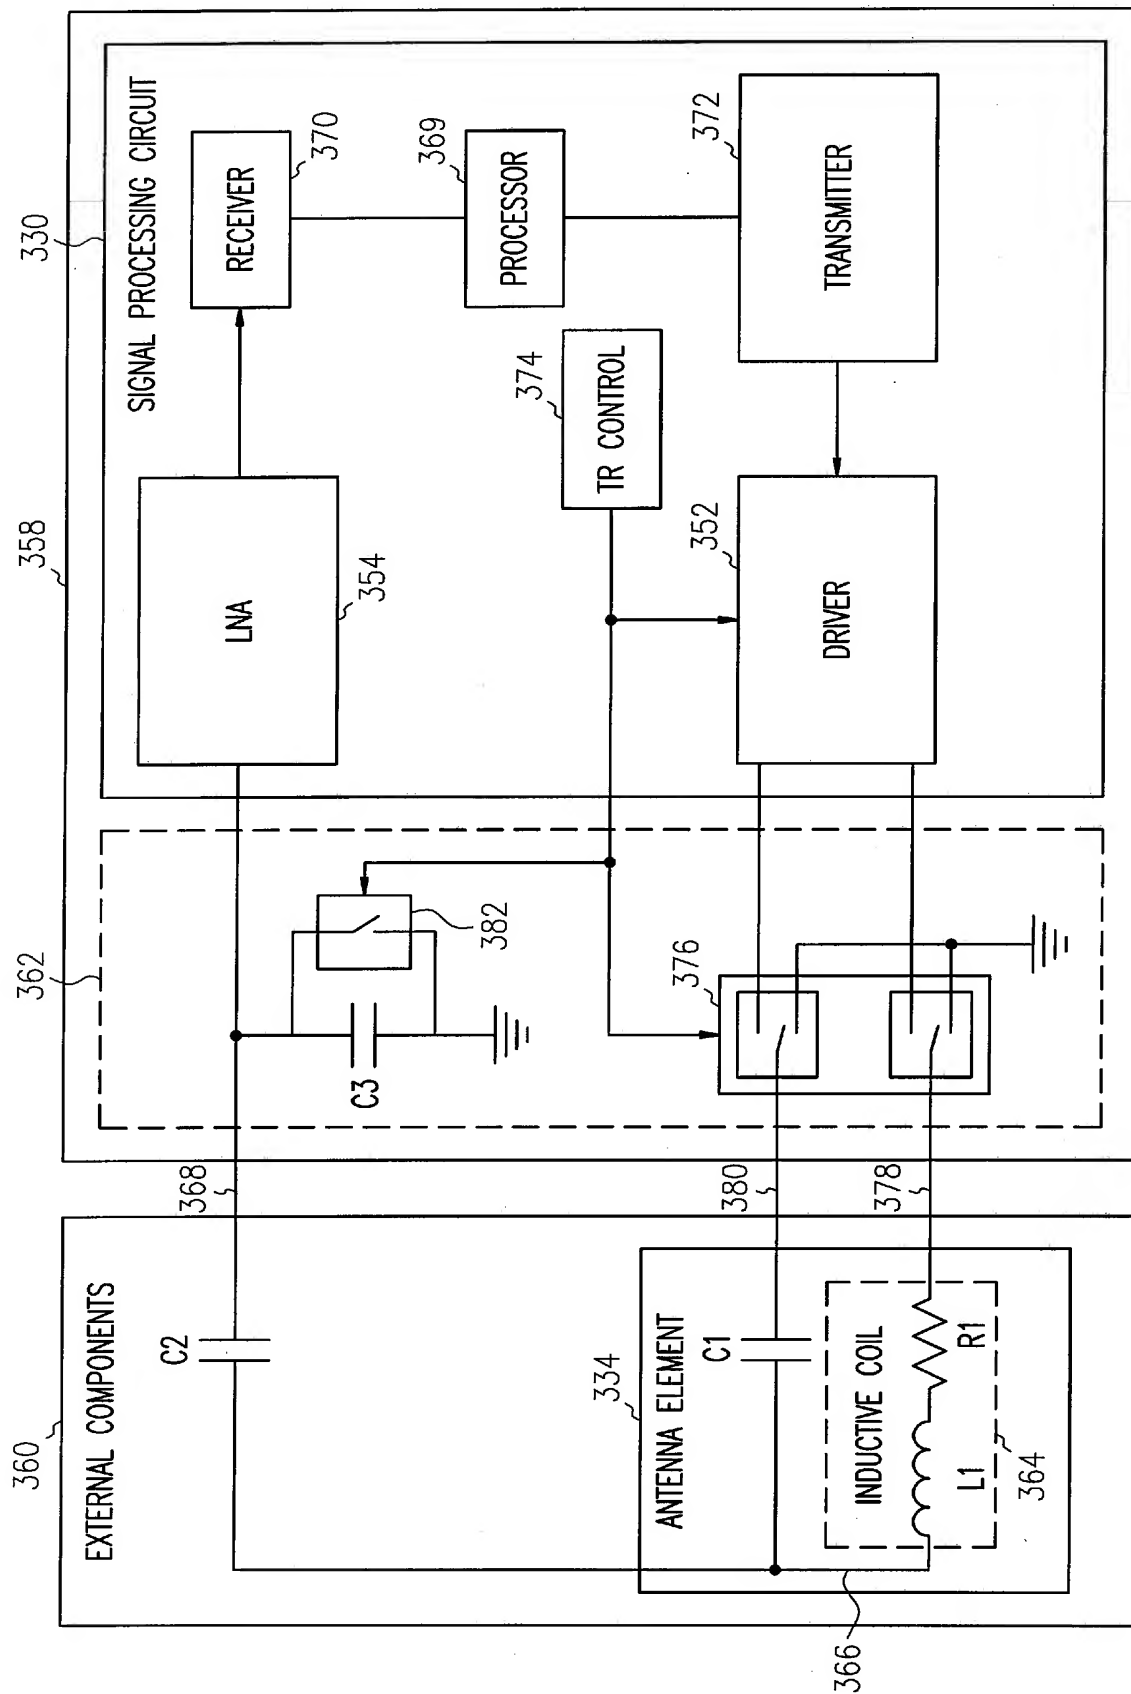 360
EXTERNAL COMPONENTS
C2
334
ANTENNA ELEMENT
C1
INDUCTIVE COIL
L1
R1
364
366
368
380
378
362
C3
382
376
358
330
SIGNAL PROCESSING CIRCUIT
LNA
354
RECEIVER
370
PROCESSOR
369
TR CONTROL
374
DRIVER
352
TRANSMITTER
372